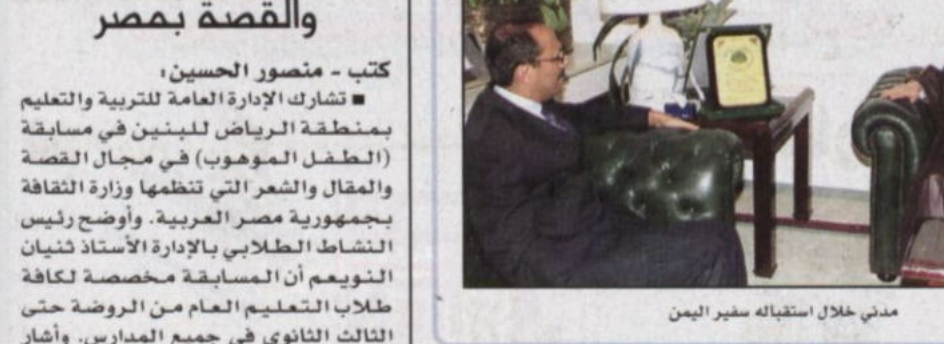 والقصة بمصر
كتب - منصور الحسين:
■ تشارك الإدارة العامة للتربية والتعليم
بمنطقة الرياض للبنين في مسابقة
(الطفل الموهوب) في مجال القصة
والمقال والشعر التي تنظمها وزارة الثقافة
بجمهورية مصر العربية. وأوضح رئيس
النشاط الطلابي بالإدارة الأستاذ ثنيان
النويعم أن المسابقة مخصصة لكافة
طلاب التعليم العام من الروضة حتى
الثالث الثانوي في جميع المدارس. وأشار
مدني خلال استقباله سفير اليمن